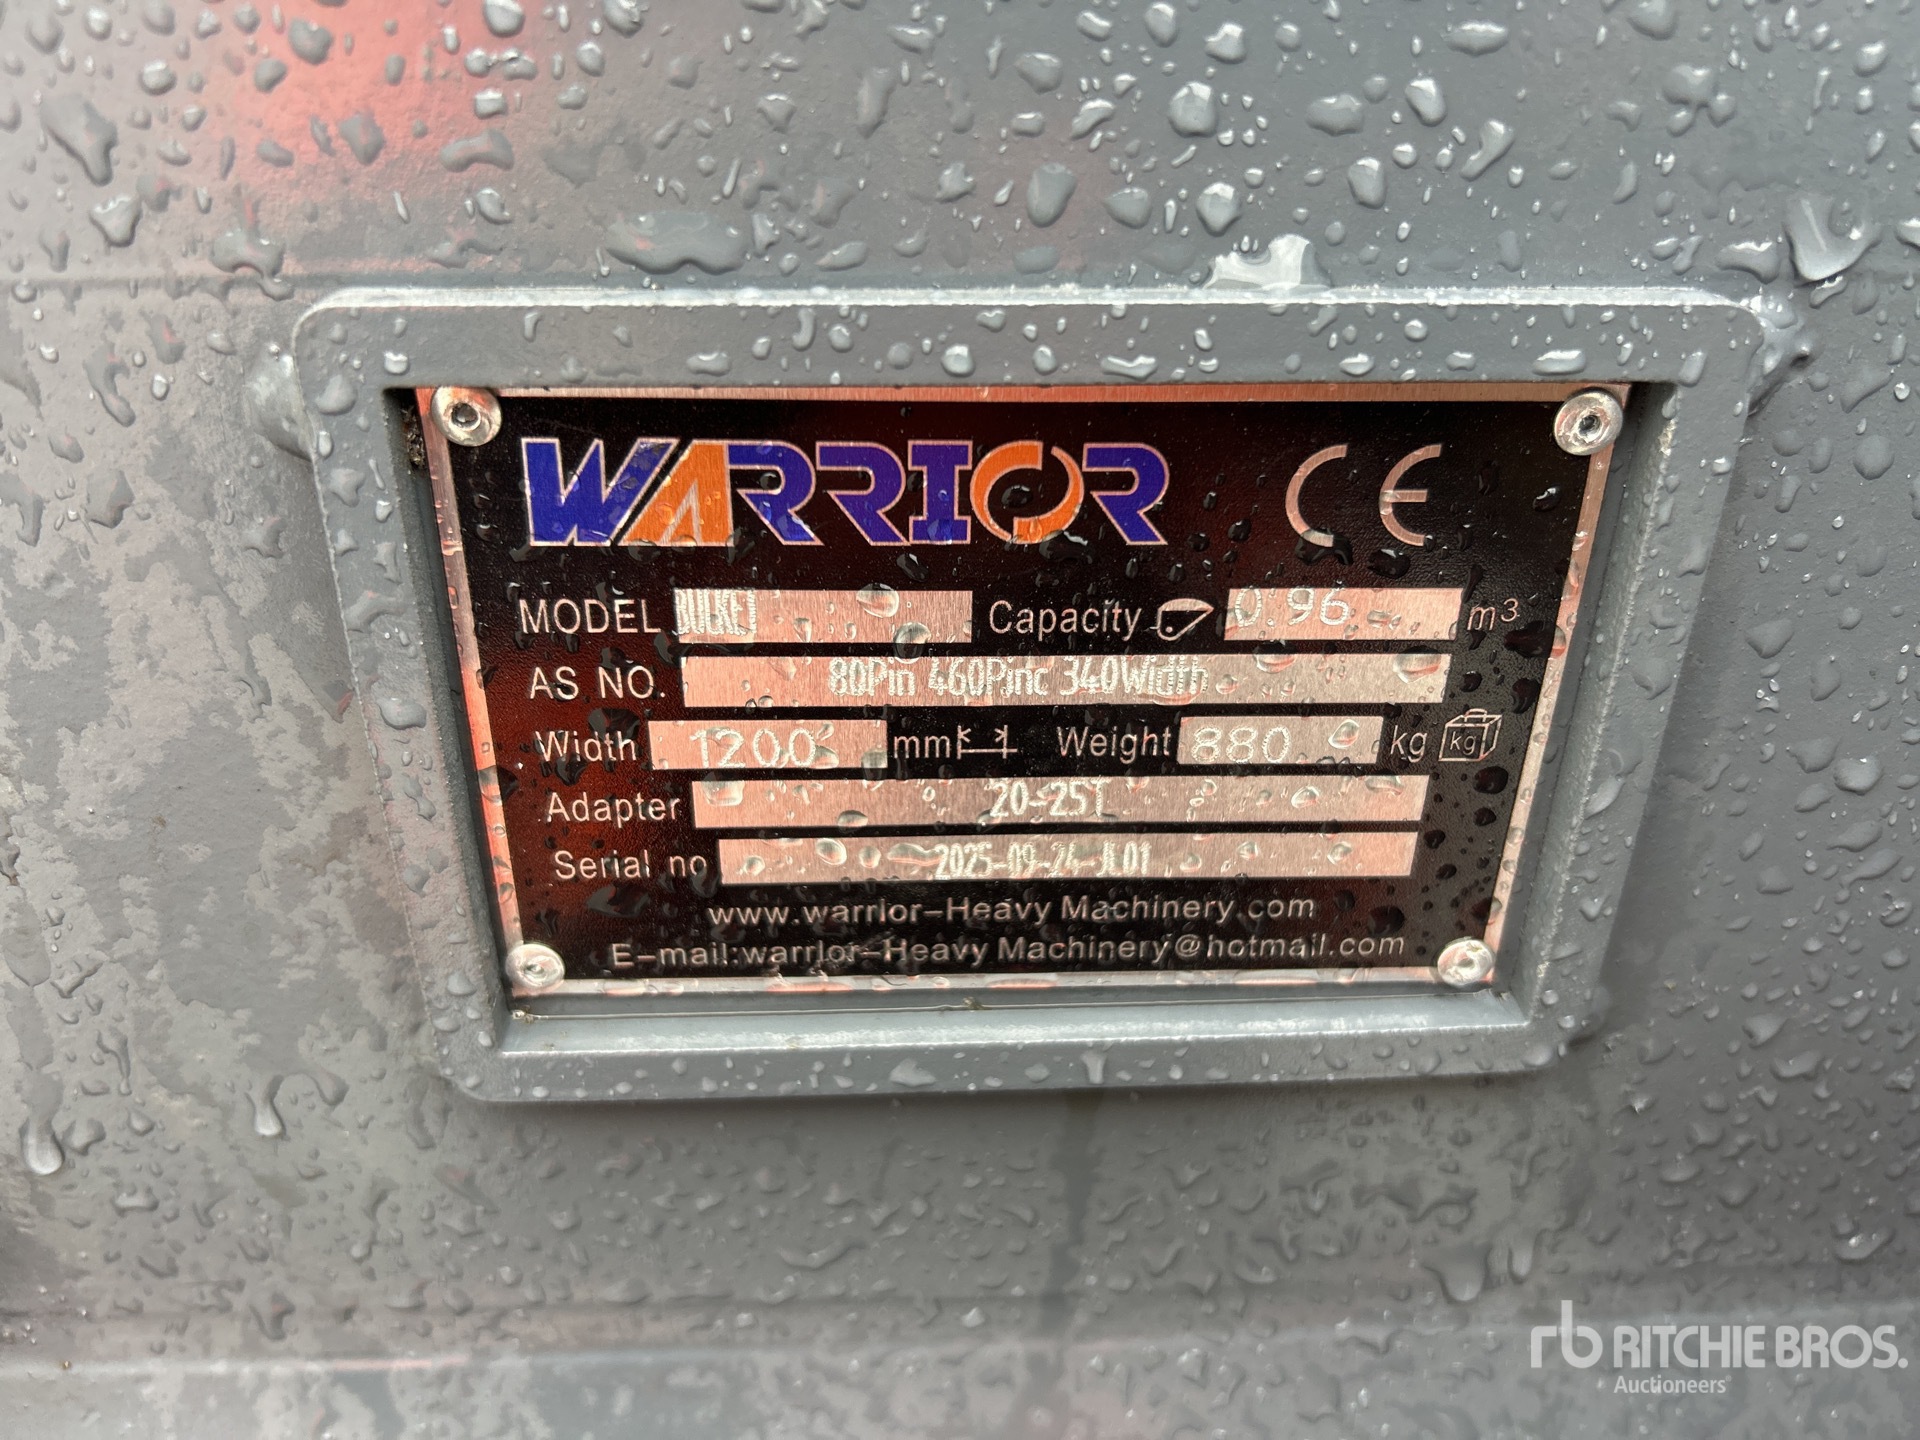 WARRIOR CE
MODEL BUCKET Capacity 0.96 m³
AS NO. 80Pin 460Pinc 340Width
Width 1200 mm Weight 880 kg kg
Adapter 20-25T
Serial no 2025-09-24-JL01
www.warrior-Heavy Machinery.com
E-mail:warrior-Heavy Machinery@hotmail.com
rb RITCHIE BROS.
Auctioneers